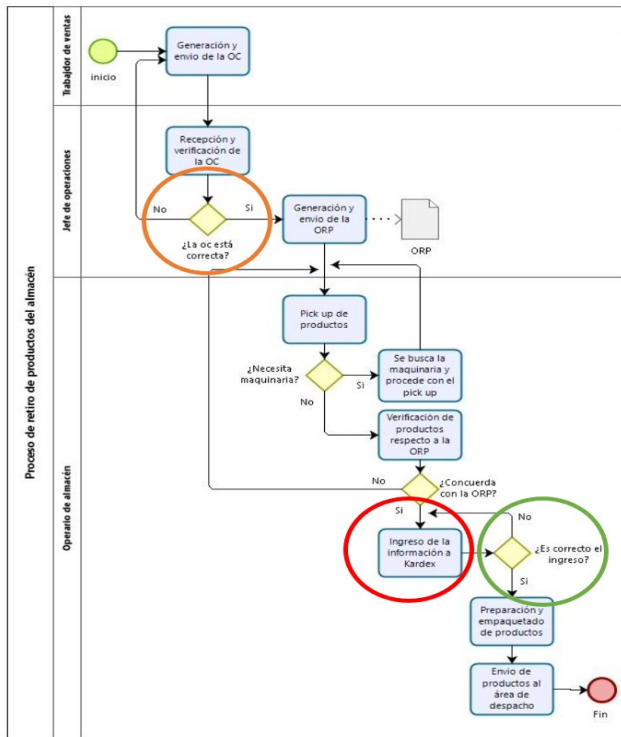 Proceso de retiro de productos del almacén
Trabajdor de ventas
inicio
Generación y
envio de la OC
Jefe de operaciones
Recepción y
verificación de
la OC
No
Si
¿La oc está
correcta?
Generación y
envio de la
ORP
ORP
Operario de almacén
Pick up de
productos
¿Necesita
maquinaria?
Si
No
Se busca la
maquinaria y
procede con el
pick up
Verificación de
productos
respecto a la
ORP
No
¿Concuerda
con la ORP?
Si
Ingreso de la
información a
Kardex
No
¿Es correcto el
ingreso?
Si
Preparación y
empaquetado
de productos
Envio de
productos al
área de
despacho
Fin